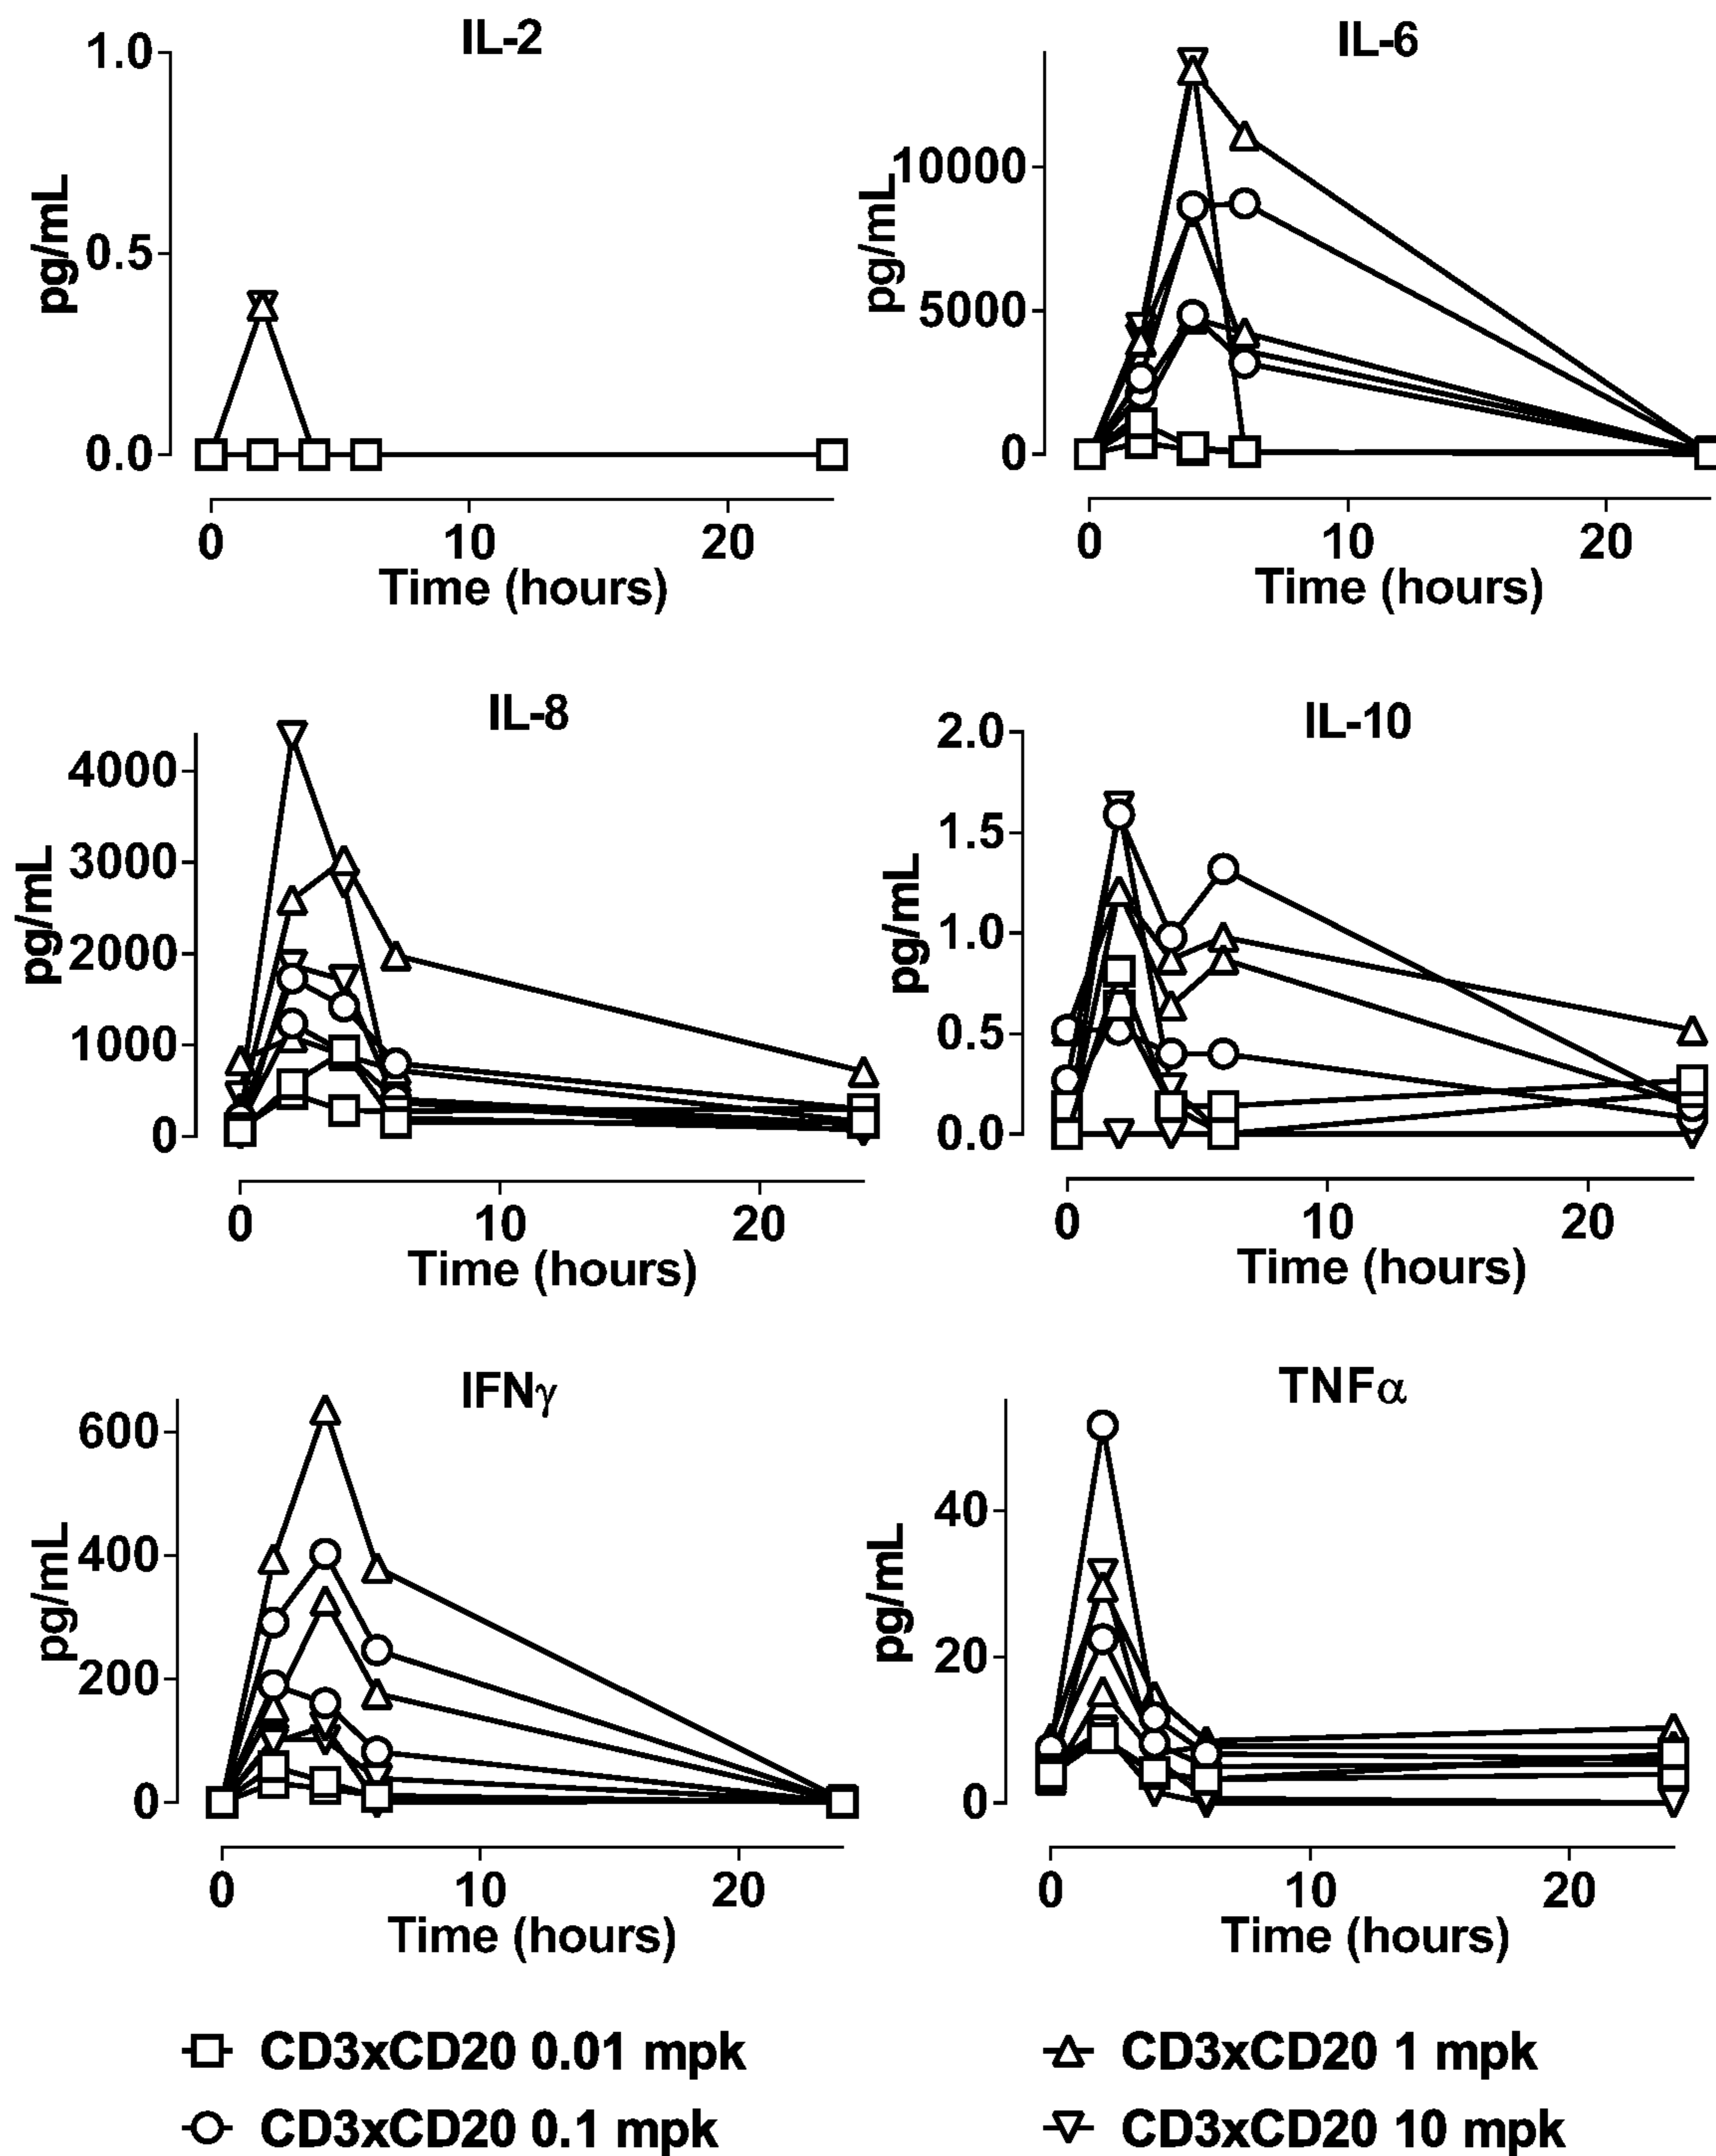 IL-2
1.0
0.5
0.0
pg/mL
0 10 20
Time (hours)
IL-6
10000
5000
0
pg/mL
0 10 20
Time (hours)
IL-8
4000
3000
2000
1000
0
pg/mL
0 10 20
Time (hours)
IL-10
2.0
1.5
1.0
0.5
0.0
pg/mL
0 10 20
Time (hours)
IFNγ
600
400
200
0
pg/mL
0 10 20
Time (hours)
TNFα
40
20
0
pg/mL
0 10 20
Time (hours)
CD3xCD20 0.01 mpk
CD3xCD20 0.1 mpk
CD3xCD20 1 mpk
CD3xCD20 10 mpk